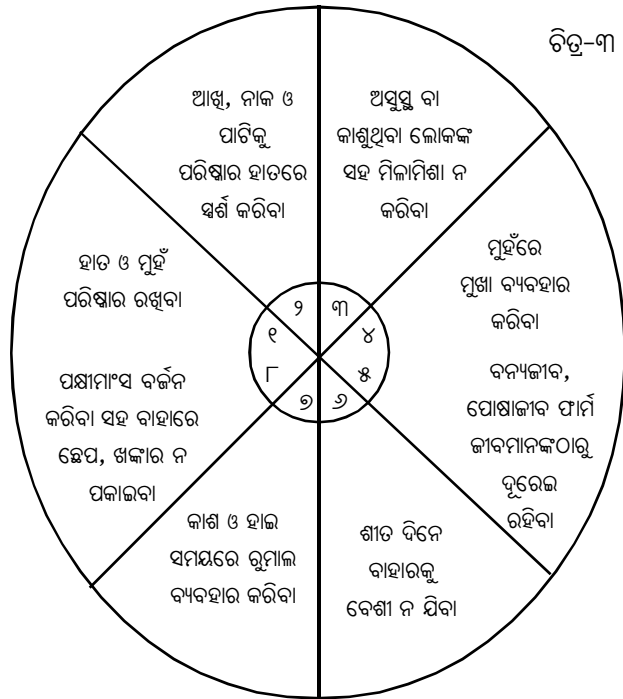 ଚିତ୍ର-୩
ଆଖି, ନାକ ଓ
ପାଟିକୁ
ପରିଷ୍କାର ହାତରେ
ସ୍ପର୍ଶ କରିବା
ଅସୁସ୍ଥ ବା
କାଶୁଥିବା ଲୋକଙ୍କ
ସହ ମିଳାମିଶା ନ
କରିବା
ହାତ ଓ ମୁହଁ
ପରିଷ୍କାର ରଖିବା
ମୁହଁରେ
ମୁଖା ବ୍ୟବହାର
କରିବା
୨ ୩
୧ ୪
୮ ୫
୭ ୬
ପକ୍ଷୀମାଂସ ବର୍ଜନ
କରିବା ସହ ବାହାରେ
ଛେପ, ଖଙ୍କାର ନ
ପକାଇବା
ବନ୍ୟଜୀବ,
ପୋଷାଜୀବ ଫାର୍ମ
ଜୀବମାନଙ୍କଠାରୁ
ଦୂରେଇ
ରହିବା
କାଶ ଓ ହାଇ
ସମୟରେ ରୁମାଲ
ବ୍ୟବହାର କରିବା
ଶୀତ ଦିନେ
ବାହାରକୁ
ବେଶୀ ନ ଯିବା